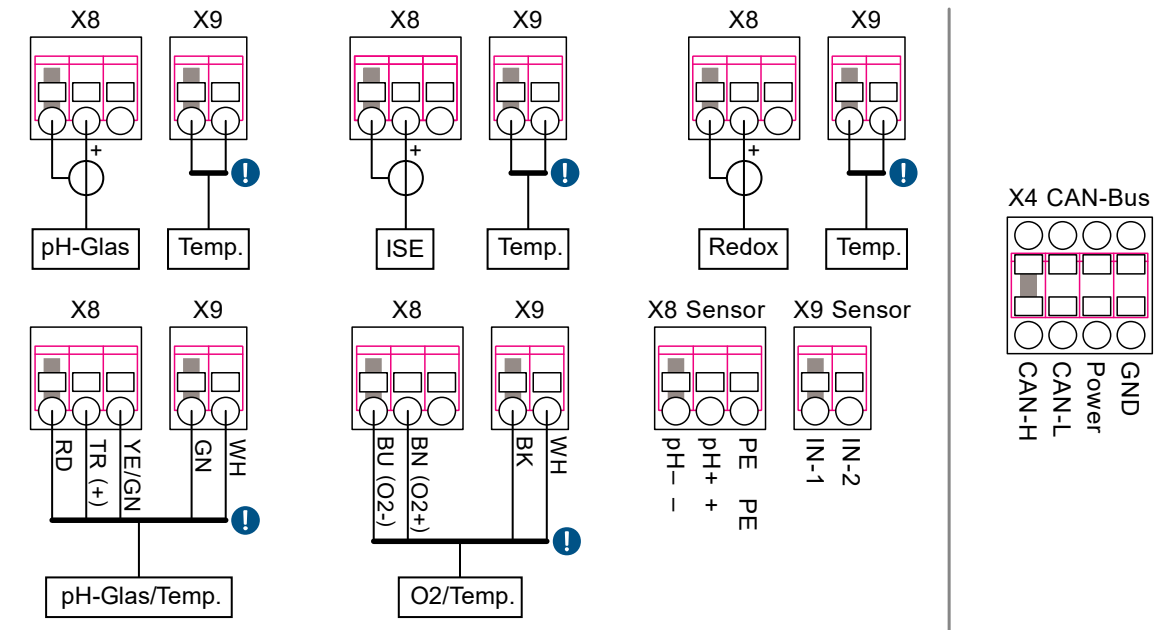 X8 X9
+
!
pH-Glas Temp.
X8 X9
+
!
ISE Temp.
X8 X9
+
!
Redox Temp.
X8 X9
RD TR (+) YE/GN GN WH
!
pH-Glas/Temp.
X8 X9
BU (O2-) BN (O2+) BK WH
!
O2/Temp.
X8 Sensor X9 Sensor
pH– pH+ PE IN-1 IN-2
– + PE
X4 CAN-Bus
CAN-H CAN-L Power GND